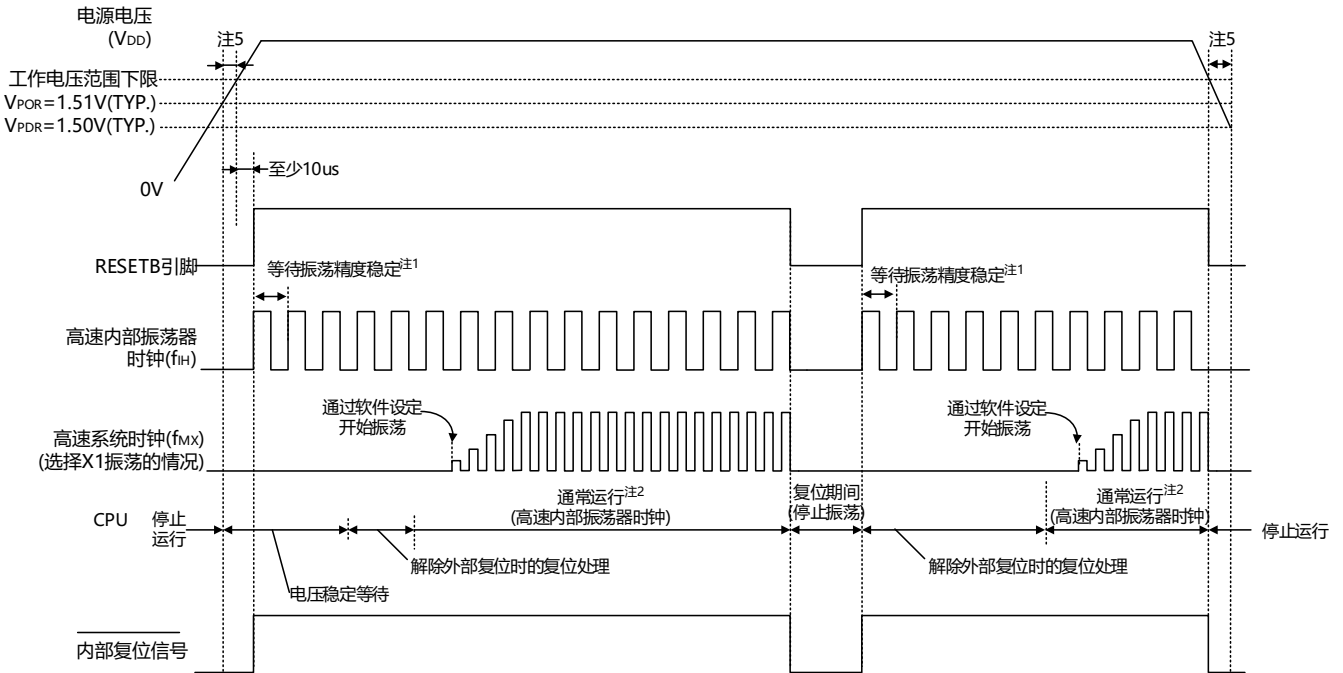 电源电压
(VDD)
注5
注5
工作电压范围下限
VPOR=1.51V(TYP.)
VPDR=1.50V(TYP.)
0V
至少10us
RESETB引脚
等待振荡精度稳定注1
等待振荡精度稳定注1
高速内部振荡器
时钟(fIH)
通过软件设定
开始振荡
通过软件设定
开始振荡
高速系统时钟(fMX)
(选择X1振荡的情况)
CPU
停止
运行
通常运行注2
(高速内部振荡器时钟)
复位期间
(停止振荡)
通常运行注2
(高速内部振荡器时钟)
停止运行
解除外部复位时的复位处理
解除外部复位时的复位处理
电压稳定等待
内部复位信号